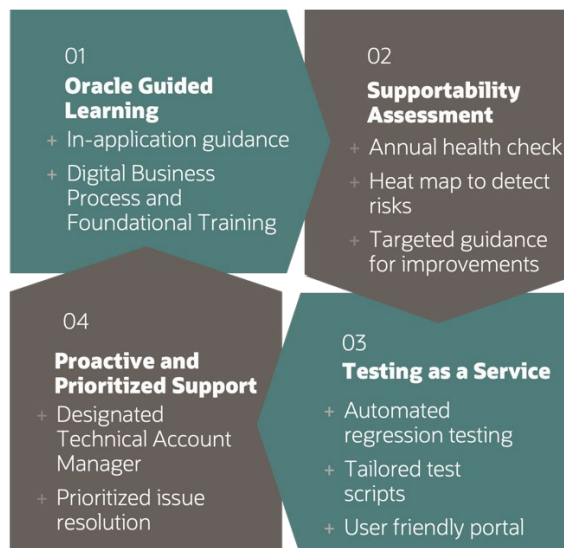 01
Oracle Guided
Learning
+ In-application guidance
+ Digital Business
Process and
Foundational Training
02
Supportability
Assessment
+ Annual health check
+ Heat map to detect
risks
+ Targeted guidance
for improvements
03
Testing as a Service
+ Automated
regression testing
+ Tailored test
scripts
+ User friendly portal
04
Proactive and
Prioritized Support
+ Designated
Technical Account
Manager
+ Prioritized issue
resolution